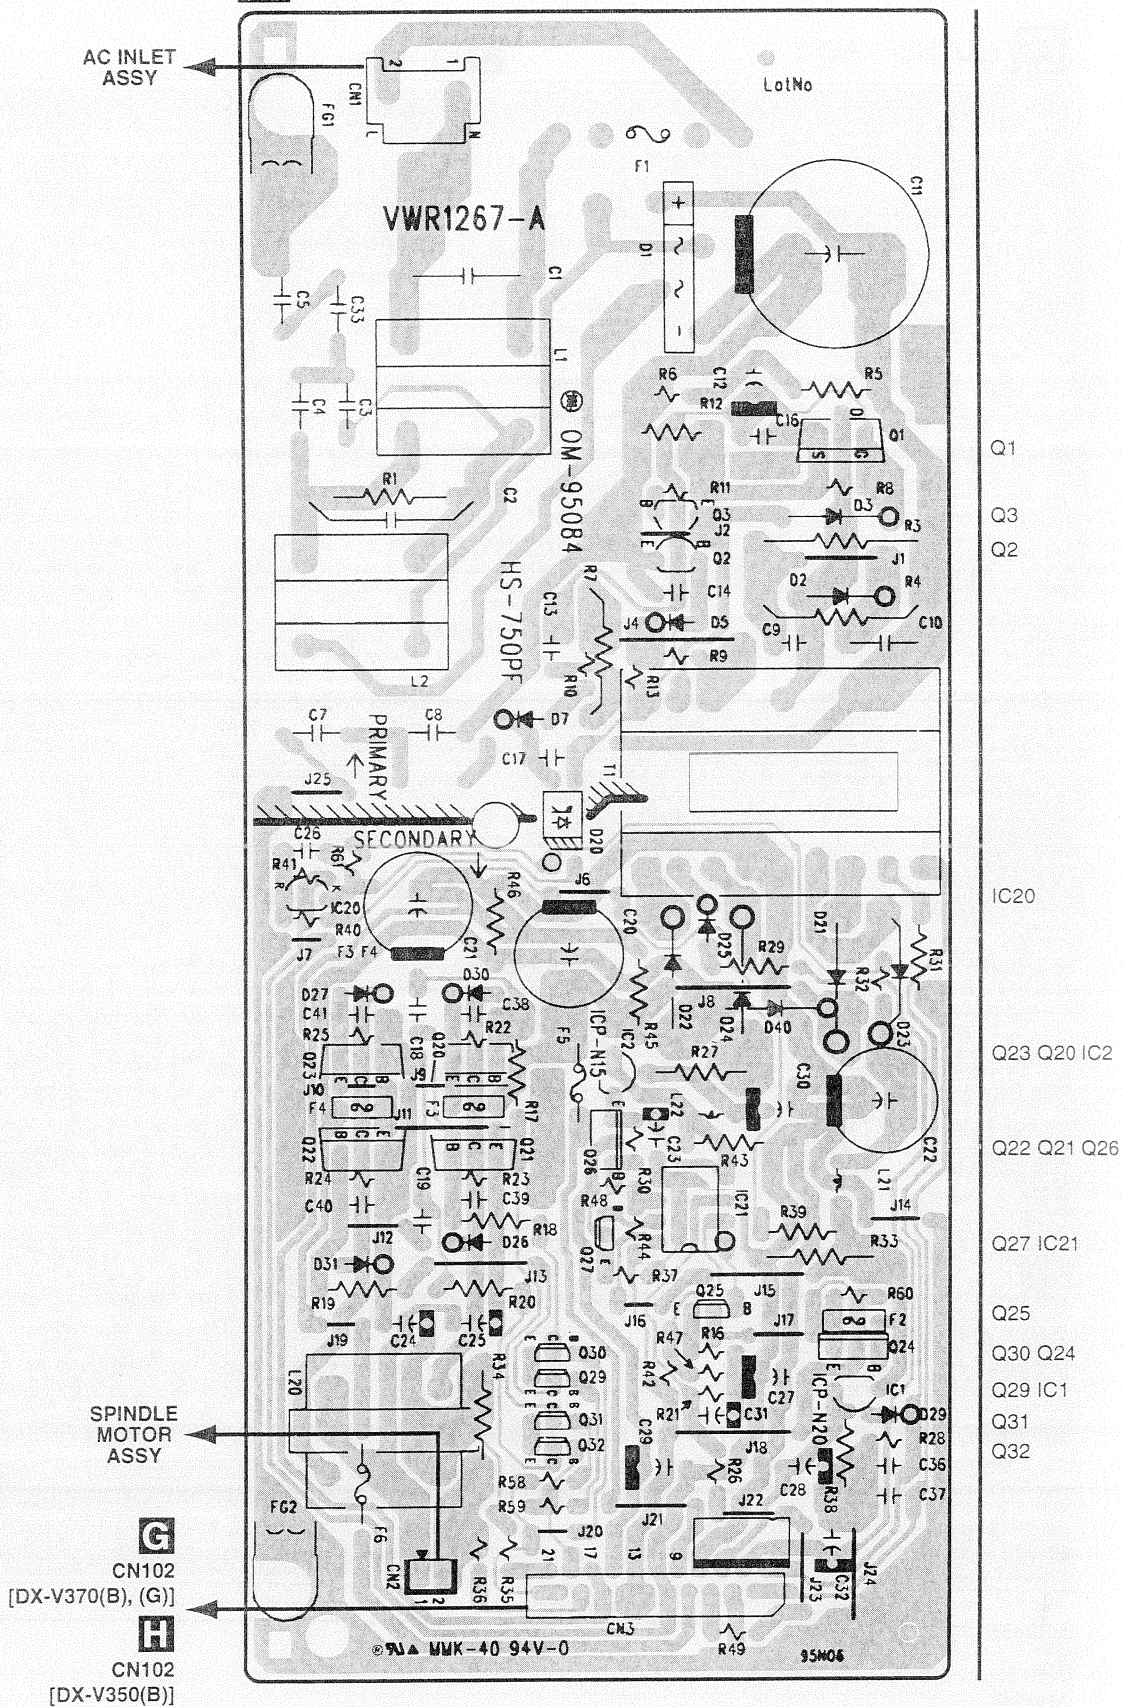 AC INLET
ASSY
2 1
CN1
L N
FG1
LotNo
F1
C11
VWR1267-A
+
D1
-
C1
C5
C33
L1
C4
C3
OM-95084
R6
C12
R5
R12
C16
D
Q1
S G
Q1
R1
C2
R11
B E
Q3
J2
E B
Q2
R8
D3
R3
J1
Q3
Q2
HS-750PF
R7
C13
C14
D2
R4
J4
D5
C9
C10
R9
R10
R13
L2
C7
C8
D7
PRIMARY
C17
T1
J25
SECONDARY
D20
C26
R61
R41
R K
IC20
R40
J7
F3 F4
C21
R46
J6
C20
D25
R29
D21
R31
R32
IC20
D27
D30
C41
C38
R25
C18
Q20
R22
ICP-N15
F5
IC2
R45
D22
J8
D24
D40
D23
Q23
E C B
J10
J9
E C B
R27
C30
Q23 Q20 IC2
F4
J11
F3
R17
L22
C22
Q22
B C E
B C E
Q21
E
Q26
B
C23
R43
Q22 Q21 Q26
R24
R23
R30
R48
IC21
L21
C40
C19
C39
J12
R18
Q27
E
R44
R39
J14
R33
Q27 IC21
D26
D31
J13
R37
J15
R19
R20
J16
E
Q25
B
R60
J17
F2
Q25
J19
C24
C25
R47
R16
Q24
E B
Q30 Q24
L20
R34
E C B
Q30
Q29
E C B
R42
C27
ICP-N20
IC1
Q29 IC1
SPINDLE
MOTOR
ASSY
E C B
Q31
Q32
E C B
R21
C31
D29
Q31
C29
J18
R28
Q32
R58
R26
C28
R38
C36
R59
C37
FG2
F6
J21
J22
J20
21 17 13 9
G
CN102
[DX-V370(B), (G)]
CN2
1 2
R36
R35
J23
C32
J24
CN3
H
CN102
[DX-V350(B)]
MMK-40 94V-0
R49
95N06